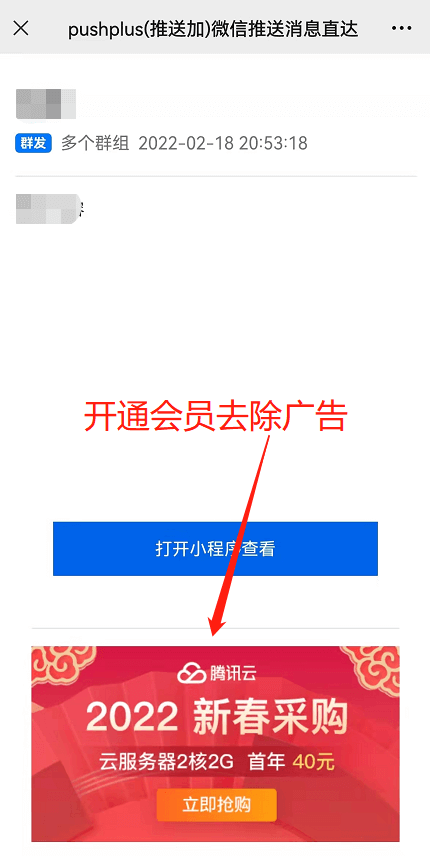 pushplus(推送加)微信推送消息直达
群发 多个群组 2022-02-18 20:53:18
开通会员去除广告
打开小程序查看
腾讯云
2022 新春采购
云服务器2核2G 首年 40元
立即抢购